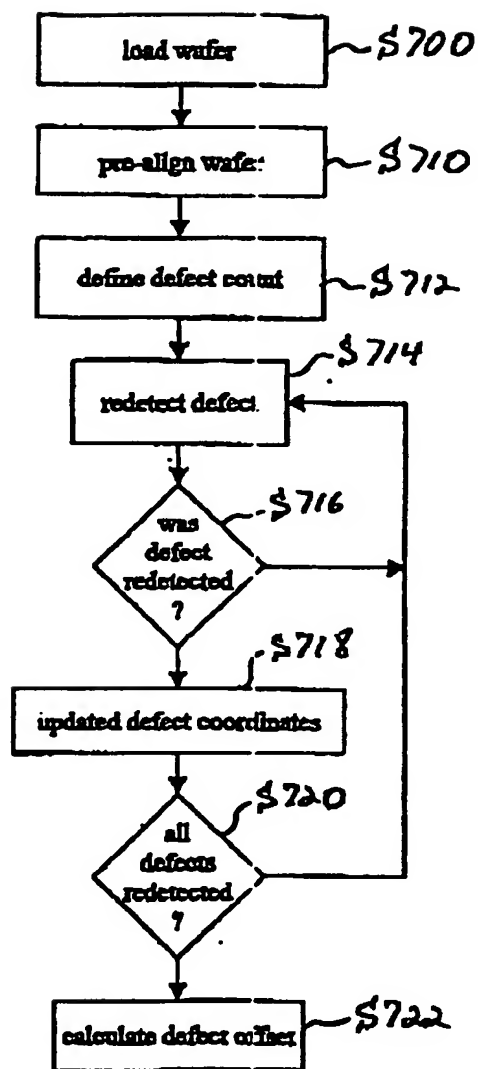 load wafer
S700
pre-align wafer
S710
define defect count
S712
S714
redetect defect
S716
was
defect
redetected
?
S718
updated defect coordinates
S720
all
defects
redetected
?
S722
calculate defect offset